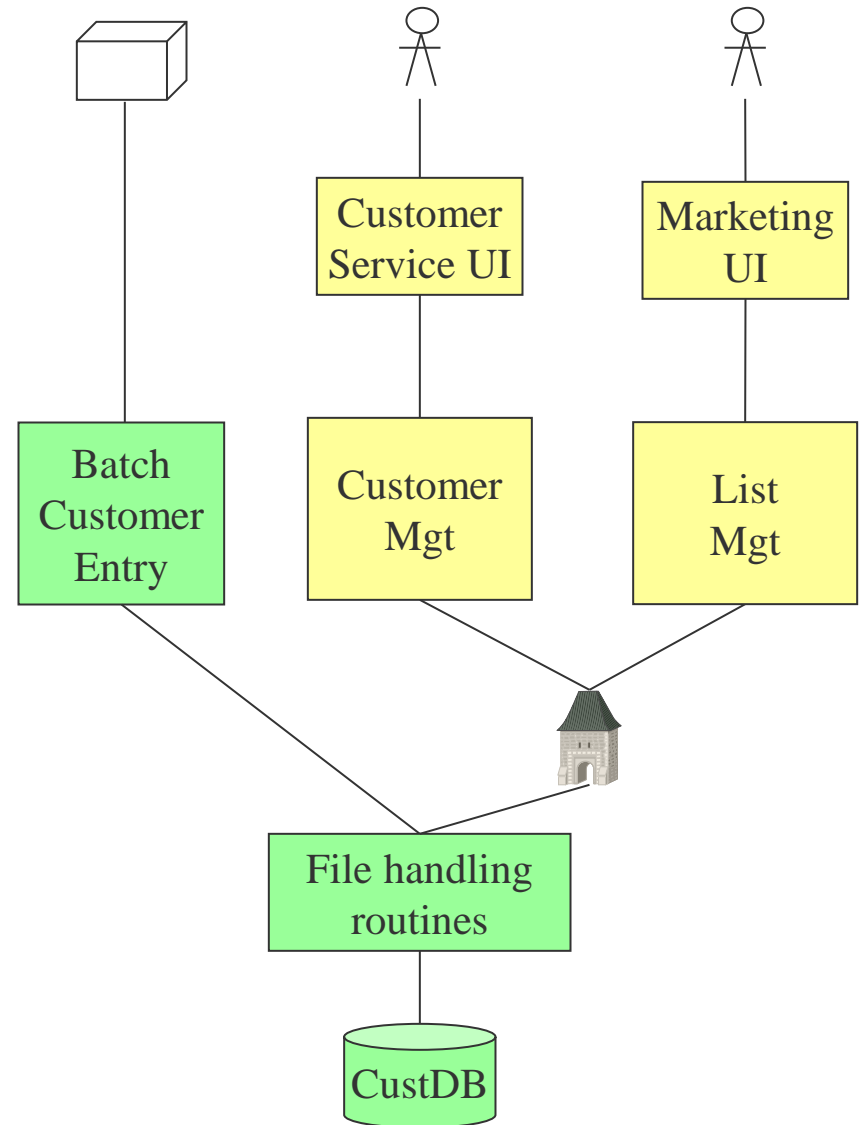 Customer
Service UI
Marketing
UI
Batch
Customer
Entry
Customer
Mgt
List
Mgt
File handling
routines
CustDB